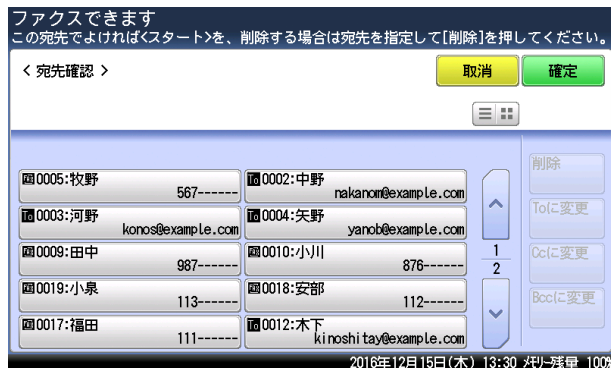 ファクスできます
この宛先でよければ<スタート>を、削除する場合は宛先を指定して[削除]を押してください。
< 宛先確認 >
取消
確定
0005:牧野
567------
To 0002:中野
nakanom@example.com
To 0003:河野
konos@example.com
To 0004:矢野
yanob@example.com
0009:田中
987------
0010:小川
876------
0019:小泉
113------
0018:安部
112------
0017:福田
111------
To 0012:木下
kinoshitay@example.com
1
2
削除
Toに変更
Ccに変更
Bccに変更
2016年12月15日(木) 13:30 メモリー残量 100%